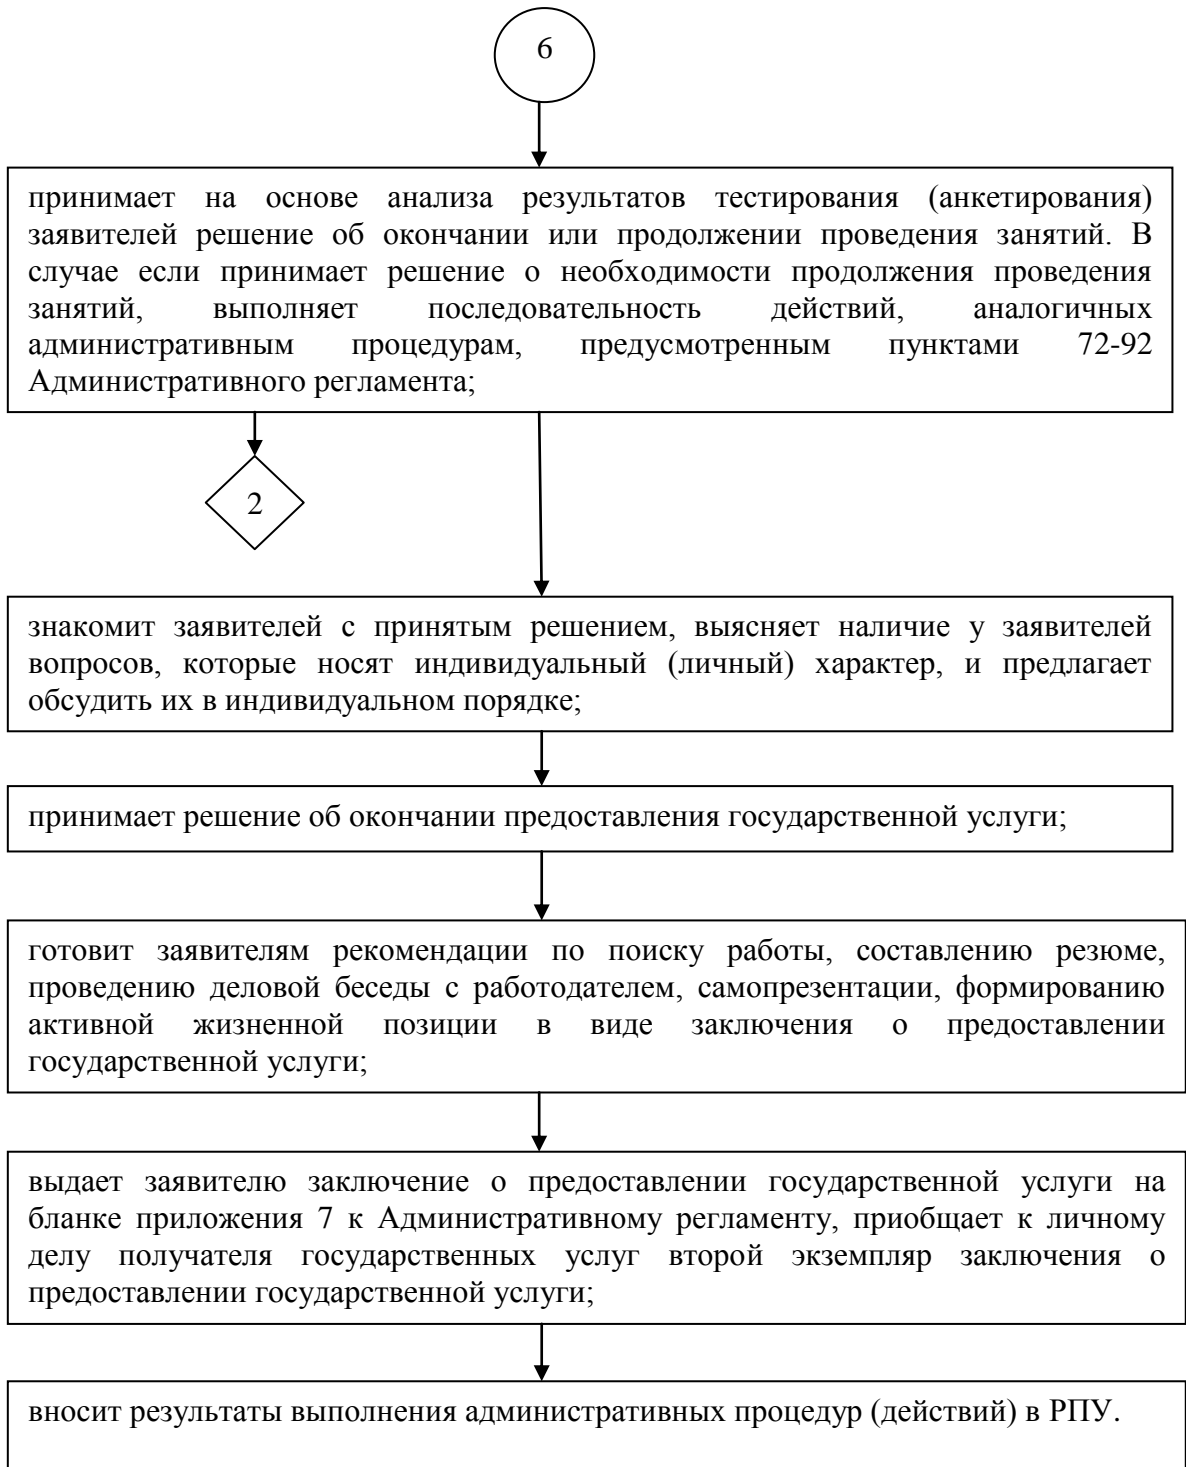 6
принимает на основе анализа результатов тестирования (анкетирования)
заявителей решение об окончании или продолжении проведения занятий. В
случае если принимает решение о необходимости продолжения проведения
занятий, выполняет последовательность действий, аналогичных
административным процедурам, предусмотренным пунктами 72-92
Административного регламента;
2
знакомит заявителей с принятым решением, выясняет наличие у заявителей
вопросов, которые носят индивидуальный (личный) характер, и предлагает
обсудить их в индивидуальном порядке;
принимает решение об окончании предоставления государственной услуги;
готовит заявителям рекомендации по поиску работы, составлению резюме,
проведению деловой беседы с работодателем, самопрезентации, формированию
активной жизненной позиции в виде заключения о предоставлении
государственной услуги;
выдает заявителю заключение о предоставлении государственной услуги на
бланке приложения 7 к Административному регламенту, приобщает к личному
делу получателя государственных услуг второй экземпляр заключения о
предоставлении государственной услуги;
вносит результаты выполнения административных процедур (действий) в РПУ.